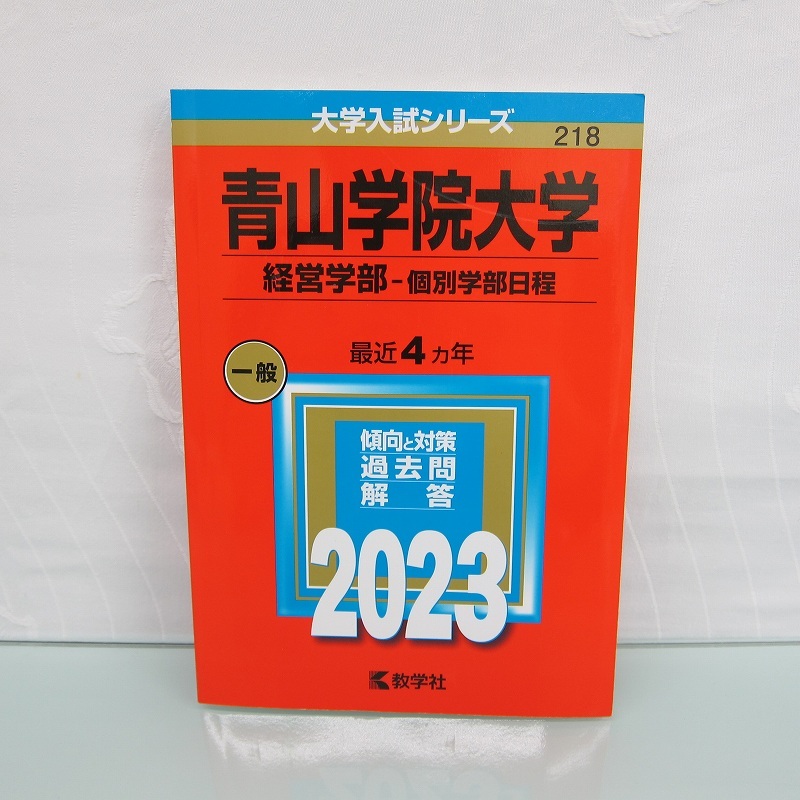 大学入試シリーズ
218
青山学院大学
経営学部-個別学部日程
最近4カ年
一般
傾向と対策
過去問
解答
2023
教学社